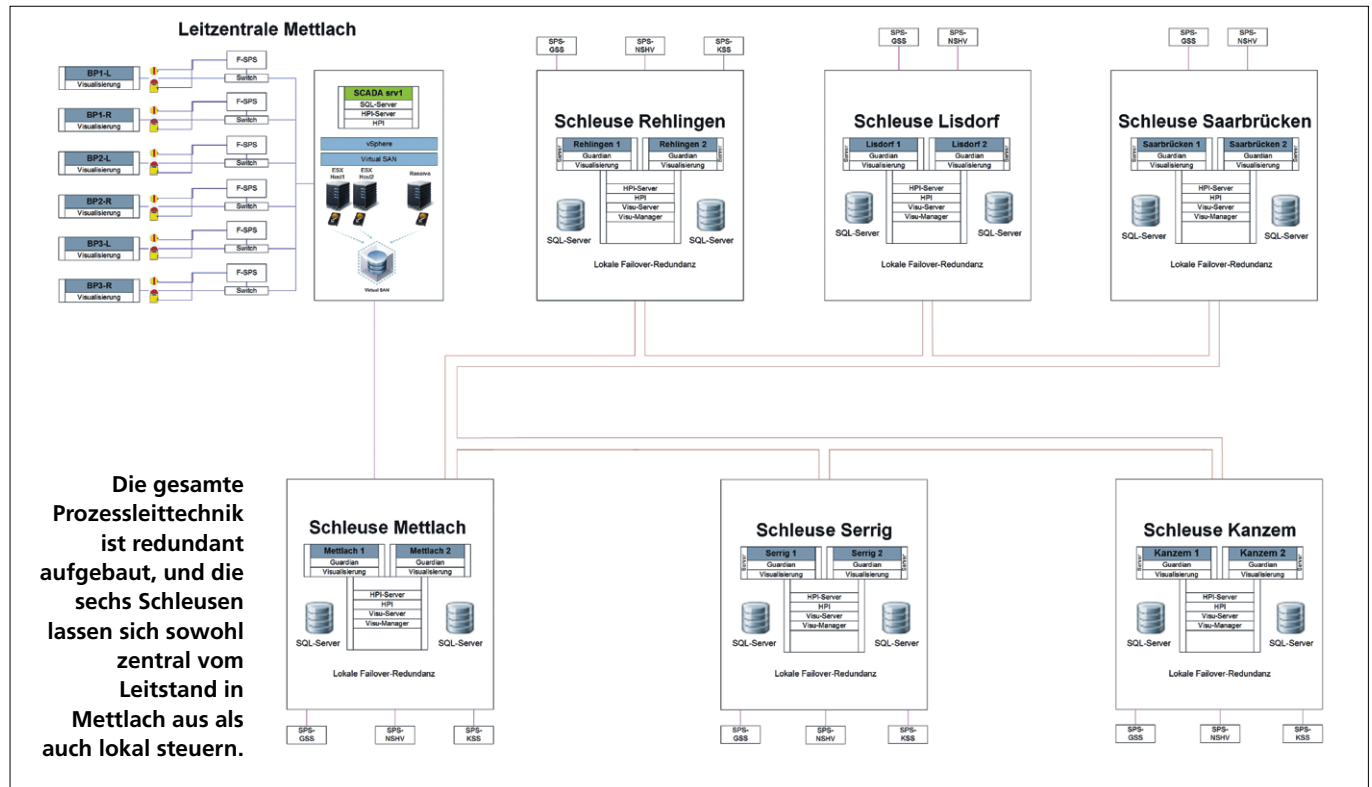 Leitzentrale Mettlach
BP1-L
Visualisierung
F-SPS
Switch
BP1-R
Visualisierung
F-SPS
Switch
BP2-L
Visualisierung
F-SPS
Switch
BP2-R
Visualisierung
F-SPS
Switch
BP3-L
Visualisierung
F-SPS
Switch
BP3-R
Visualisierung
F-SPS
Switch
SCADA srv1
SQL-Server
HPI-Server
HPI
vSphere
Virtual SAN
ESX Host1
ESX Host2
Reserve
Virtual SAN
SPS-GSS
SPS-NSHV
SPS-KSS
Schleuse Rehlingen
Server
Rehlingen 1
Guardian
Visualisierung
Rehlingen 2
Guardian
Visualisierung
Server
HPI-Server
HPI
Visu-Server
Visu-Manager
SQL-Server
SQL-Server
Lokale Failover-Redundanz
SPS-GSS
SPS-NSHV
Schleuse Lisdorf
Server
Lisdorf 1
Guardian
Visualisierung
Lisdorf 2
Guardian
Visualisierung
Server
HPI-Server
HPI
Visu-Server
Visu-Manager
SQL-Server
SQL-Server
Lokale Failover-Redundanz
SPS-GSS
SPS-NSHV
Schleuse Saarbrücken
Server
Saarbrücken 1
Guardian
Visualisierung
Saarbrücken 2
Guardian
Visualisierung
Server
HPI-Server
HPI
Visu-Server
Visu-Manager
SQL-Server
SQL-Server
Lokale Failover-Redundanz
Die gesamte
Prozessleittechnik
ist redundant
aufgebaut, und die
sechs Schleusen
lassen sich sowohl
zentral vom
Leitstand in
Mettlach aus als
auch lokal steuern.
Schleuse Mettlach
Mettlach 1
Guardian
Visualisierung
Mettlach 2
Guardian
Visualisierung
HPI-Server
HPI
Visu-Server
Visu-Manager
SQL-Server
SQL-Server
Lokale Failover-Redundanz
SPS-GSS
SPS-NSHV
SPS-KSS
Schleuse Serrig
Server
Serrig 1
Guardian
Visualisierung
Serrig 2
Guardian
Visualisierung
Server
HPI-Server
HPI
Visu-Server
Visu-Manager
SQL-Server
SQL-Server
Lokale Failover-Redundanz
SPS-GSS
SPS-NSHV
SPS-KSS
Schleuse Kanzem
Server
Kanzem 1
Guardian
Visualisierung
Kanzem 2
Guardian
Visualisierung
Server
HPI-Server
HPI
Visu-Server
Visu-Manager
SQL-Server
SQL-Server
Lokale Failover-Redundanz
SPS-GSS
SPS-NSHV
SPS-KSS